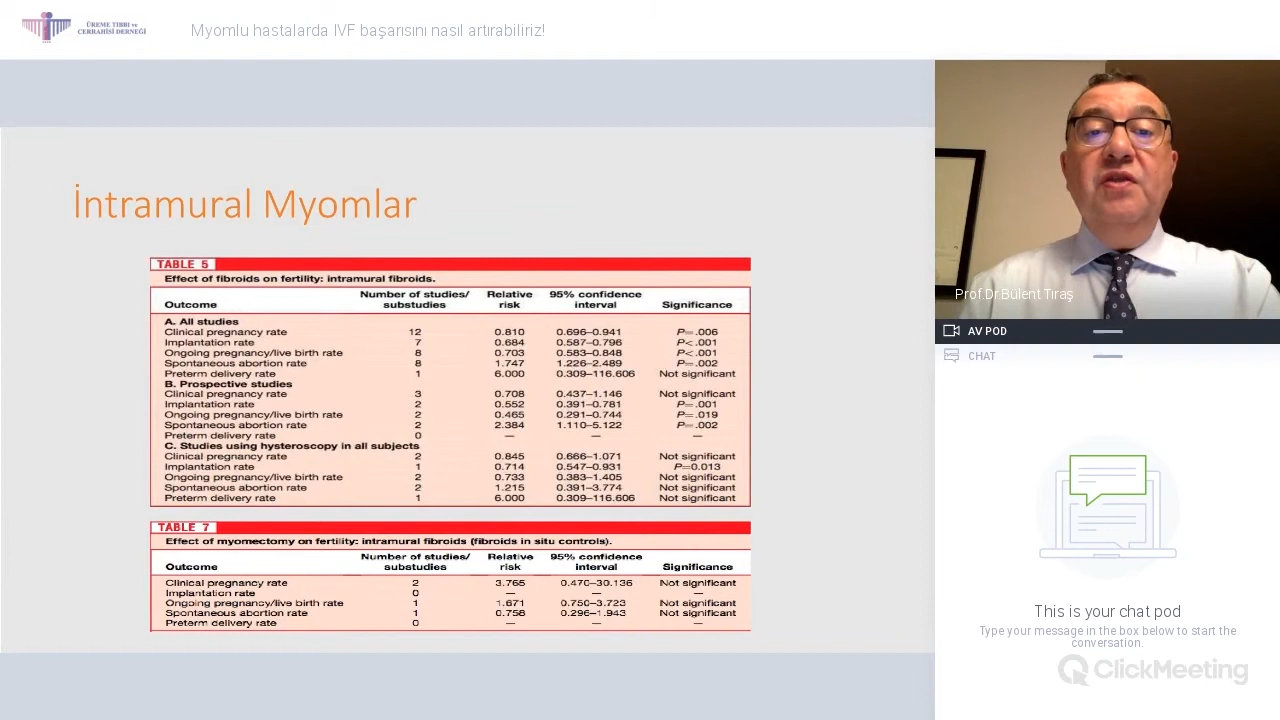 ÜREME TIBBI ve
CERRAHİSİ DERNEĞİ
Myomlu hastalarda IVF başarısını nasıl artırabiliriz!
İntramural Myomlar
TABLE 5
Effect of fibroids on fertility: intramural fibroids.
Outcome Number of studies/ substudies Relative risk 95% confidence interval Significance
A. All studies
Clinical pregnancy rate 12 0.810 0.696–0.941 P=.006
Implantation rate 7 0.684 0.587–0.796 P<.001
Ongoing pregnancy/live birth rate 8 0.703 0.583–0.848 P<.001
Spontaneous abortion rate 8 1.747 1.226–2.489 P=.002
Preterm delivery rate 1 6.000 0.309–116.606 Not significant
B. Prospective studies
Clinical pregnancy rate 3 0.708 0.437–1.146 Not significant
Implantation rate 2 0.552 0.391–0.781 P=.001
Ongoing pregnancy/live birth rate 2 0.465 0.291–0.744 P=.019
Spontaneous abortion rate 2 2.384 1.110–5.122 P=.002
Preterm delivery rate 0 — — —
C. Studies using hysteroscopy in all subjects
Clinical pregnancy rate 2 0.845 0.666–1.071 Not significant
Implantation rate 1 0.714 0.547–0.931 P=0.013
Ongoing pregnancy/live birth rate 2 0.733 0.383–1.405 Not significant
Spontaneous abortion rate 2 1.215 0.391–3.774 Not significant
Preterm delivery rate 1 6.000 0.309–116.606 Not significant
TABLE 7
Effect of myomectomy on fertility: intramural fibroids (fibroids in situ controls).
Outcome Number of studies/ substudies Relative risk 95% confidence interval Significance
Clinical pregnancy rate 2 3.765 0.470–30.136 Not significant
Implantation rate 0 — — —
Ongoing pregnancy/live birth rate 1 1.671 0.750–3.723 Not significant
Spontaneous abortion rate 1 0.758 0.296–1.943 Not significant
Preterm delivery rate 0 — — —
Prof.Dr.Bülent Tıraş
AV POD
CHAT
This is your chat pod
Type your message in the box below to start the
conversation.
ClickMeeting